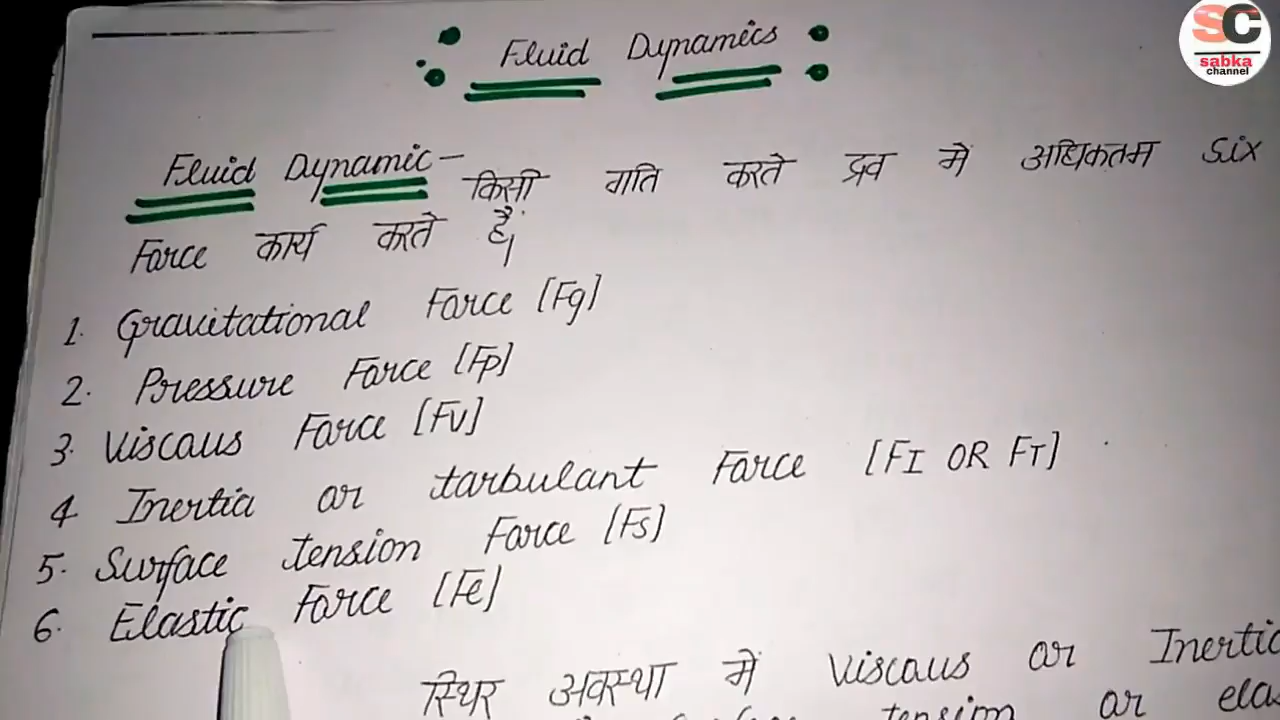 Fluid Dynamics
SC
sabka
channel
Fluid Dynamic - किसी गति करते द्रव में अधिकतम Six
Force कार्य करते हैं।
1. Gravitational Force [Fg]
2. Pressure Force [Fp]
3. Viscous Force [Fv]
4 Inertia or tarbulant Force [FI OR FT]
5. Surface tension Force [Fs]
6. Elastic Force [Fe]
स्थिर अवस्था में Viscous or Inertia
tension or elas